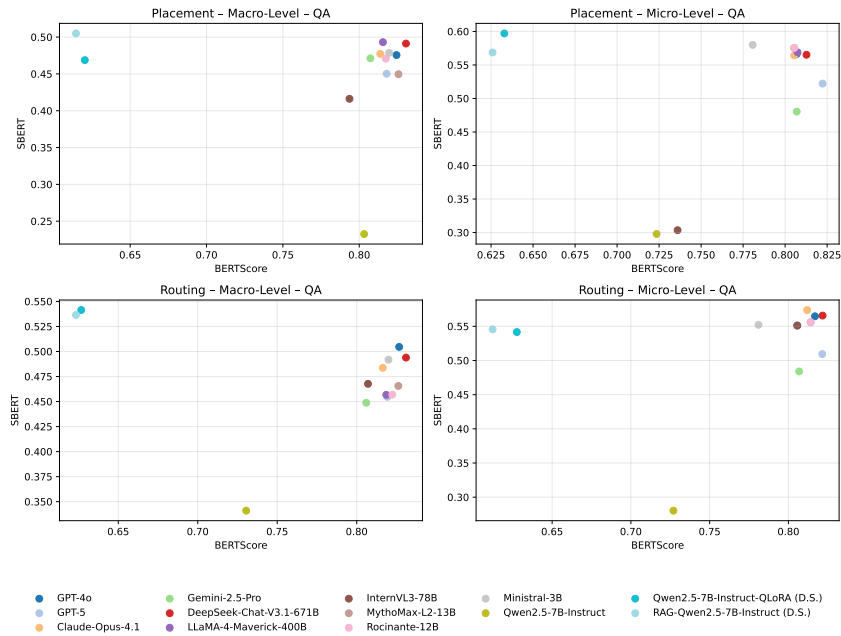 Placement – Macro-Level – QA
Placement – Micro-Level – QA
0.50
0.45
0.40
0.35
0.30
0.25
SBERT
0.65
0.70
0.75
0.80
BERTScore
0.60
0.55
0.50
0.45
0.40
0.35
0.30
SBERT
0.625
0.650
0.675
0.700
0.725
0.750
0.775
0.800
0.825
BERTScore
Routing – Macro-Level – QA
Routing – Micro-Level – QA
0.550
0.525
0.500
0.475
0.450
0.425
0.400
0.375
0.350
SBERT
0.65
0.70
0.75
0.80
BERTScore
0.55
0.50
0.45
0.40
0.35
0.30
SBERT
0.65
0.70
0.75
0.80
BERTScore
GPT-4o
GPT-5
Claude-Opus-4.1
Gemini-2.5-Pro
DeepSeek-Chat-V3.1-671B
LLaMA-4-Maverick-400B
InternVL3-78B
MythoMax-L2-13B
Rocinante-12B
Ministral-3B
Qwen2.5-7B-Instruct
Qwen2.5-7B-Instruct-QLoRA (D.S.)
RAG-Qwen2.5-7B-Instruct (D.S.)